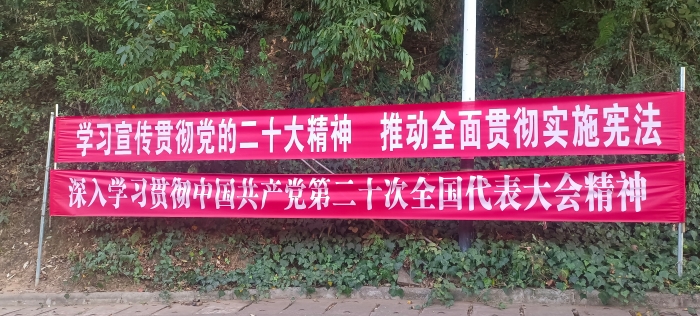 学习宣传贯彻党的二十大精神 推动全面贯彻实施宪法
深入学习贯彻中国共产党第二十次全国代表大会精神